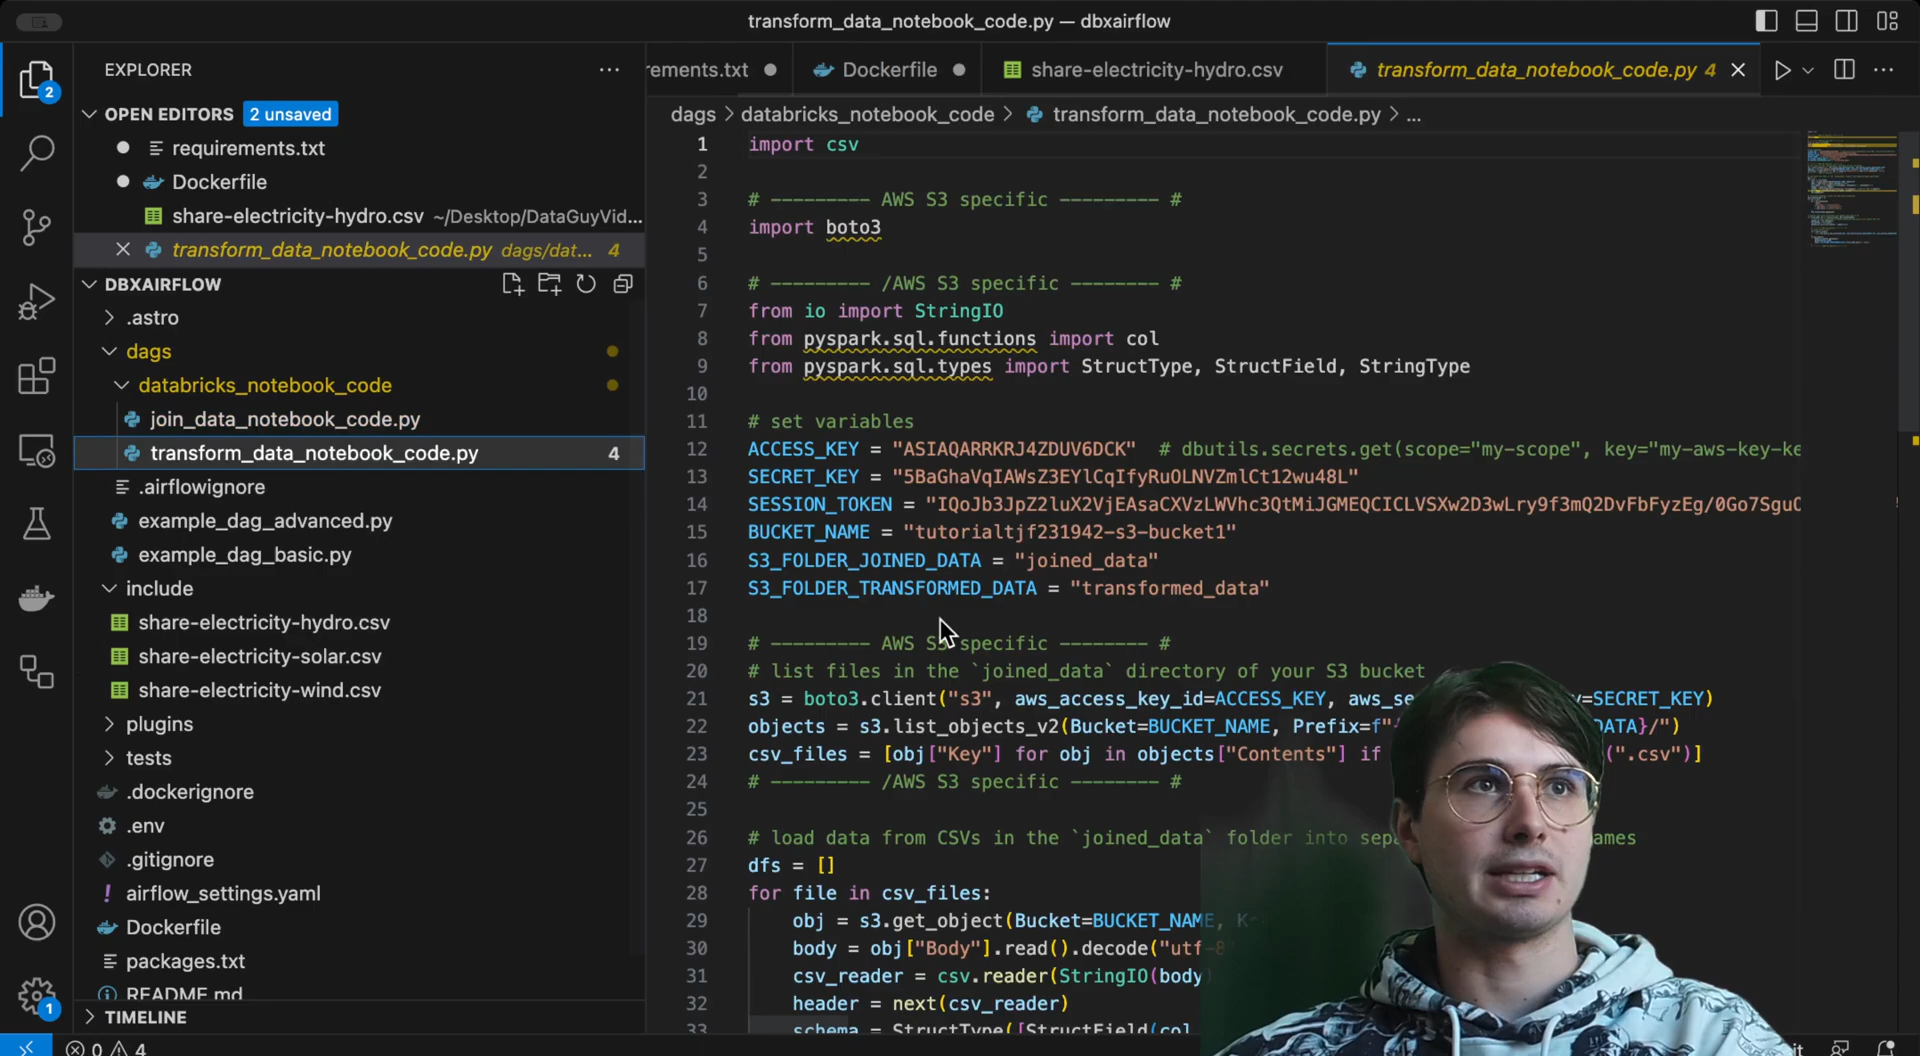 transform_data_notebook_code.py — dbxairflow
EXPLORER
OPEN EDITORS 2 unsaved
requirements.txt
Dockerfile
share-electricity-hydro.csv ~/Desktop/DataGuyVid...
transform_data_notebook_code.py dags/dat... 4
DBXAIRFLOW
.astro
dags
databricks_notebook_code
join_data_notebook_code.py
transform_data_notebook_code.py 4
.airflowignore
example_dag_advanced.py
example_dag_basic.py
include
share-electricity-hydro.csv
share-electricity-solar.csv
share-electricity-wind.csv
plugins
tests
.dockerignore
.env
.gitignore
airflow_settings.yaml
Dockerfile
packages.txt
README.md
TIMELINE
2
1
0 4
rements.txt Dockerfile share-electricity-hydro.csv transform_data_notebook_code.py 4
dags > databricks_notebook_code > transform_data_notebook_code.py > ...
1 import csv
2
3 # --------- AWS S3 specific --------- #
4 import boto3
5
6 # --------- /AWS S3 specific -------- #
7 from io import StringIO
8 from pyspark.sql.functions import col
9 from pyspark.sql.types import StructType, StructField, StringType
10
11 # set variables
12 ACCESS_KEY = "ASIAQARRKRJ4ZDUV6DCK" # dbutils.secrets.get(scope="my-scope", key="my-aws-key-ke
13 SECRET_KEY = "5BaGhaVqIAWsZ3EYlCqIfyRuOLNVZmlCt12wu48L"
14 SESSION_TOKEN = "IQoJb3JpZ2luX2VjEAsaCXVzLWVhc3QtMiJGMEQCICLVSXw2D3wLry9f3mQ2DvFbFyzEg/0Go7Sgu
15 BUCKET_NAME = "tutorialtjf231942-s3-bucket1"
16 S3_FOLDER_JOINED_DATA = "joined_data"
17 S3_FOLDER_TRANSFORMED_DATA = "transformed_data"
18
19 # --------- AWS S3 specific -------- #
20 # list files in the `joined_data` directory of your S3 bucket
21 s3 = boto3.client("s3", aws_access_key_id=ACCESS_KEY, aws_se =SECRET_KEY)
22 objects = s3.list_objects_v2(Bucket=BUCKET_NAME, Prefix=f" DATA}/")
23 csv_files = [obj["Key"] for obj in objects["Contents"] if (".csv")]
24 # --------- /AWS S3 specific -------- #
25
26 # load data from CSVs in the `joined_data` folder into sep ames
27 dfs = []
28 for file in csv_files:
29 obj = s3.get_object(Bucket=BUCKET_NAME, K
30 body = obj["Body"].read().decode("utf-8"
31 csv_reader = csv.reader(StringIO(body)
32 header = next(csv_reader)
33 schema = StructType([StructField(col